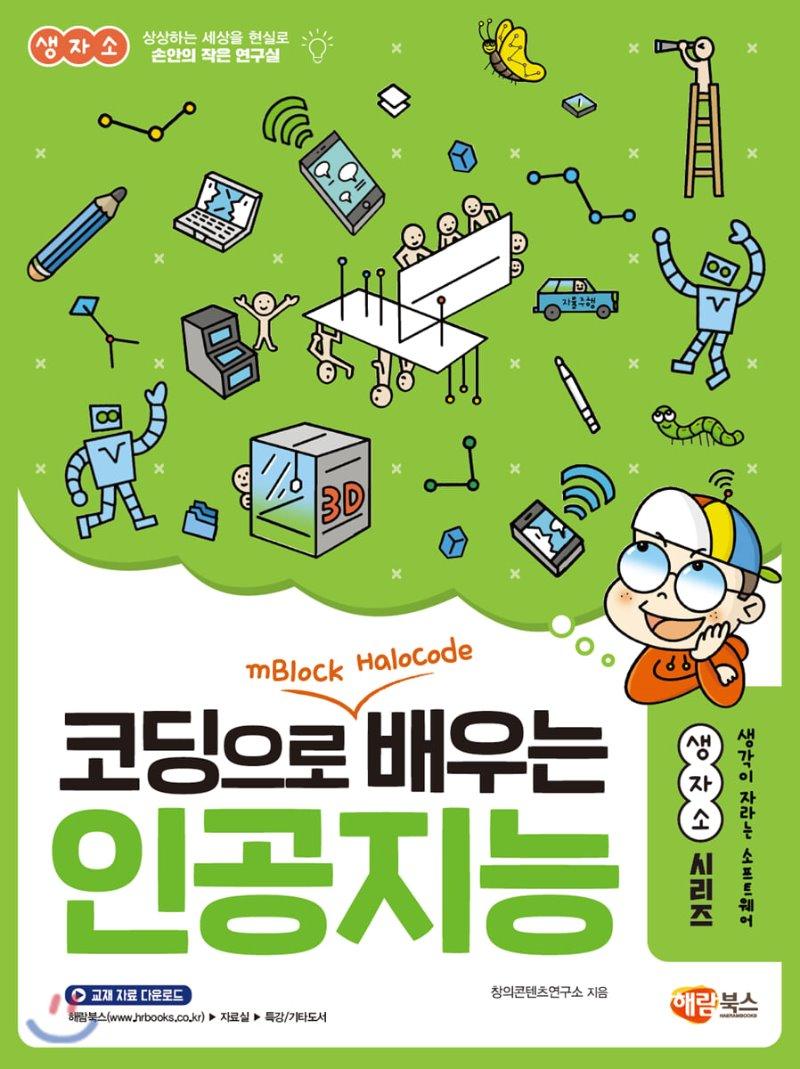 생자소
상상하는 세상을 현실로
손안의 작은 연구실
자율주행
3D
mBlock HaloCode
코딩으로 배우는
인공지능
생자소 시리즈
생각이 자라는 소프트웨어
교재 자료 다운로드
해람북스(www.hrbooks.co.kr) ▶ 자료실 ▶ 특강/기타도서
창의콘텐츠연구소 지음
해람북스
HAERAMBOOKS